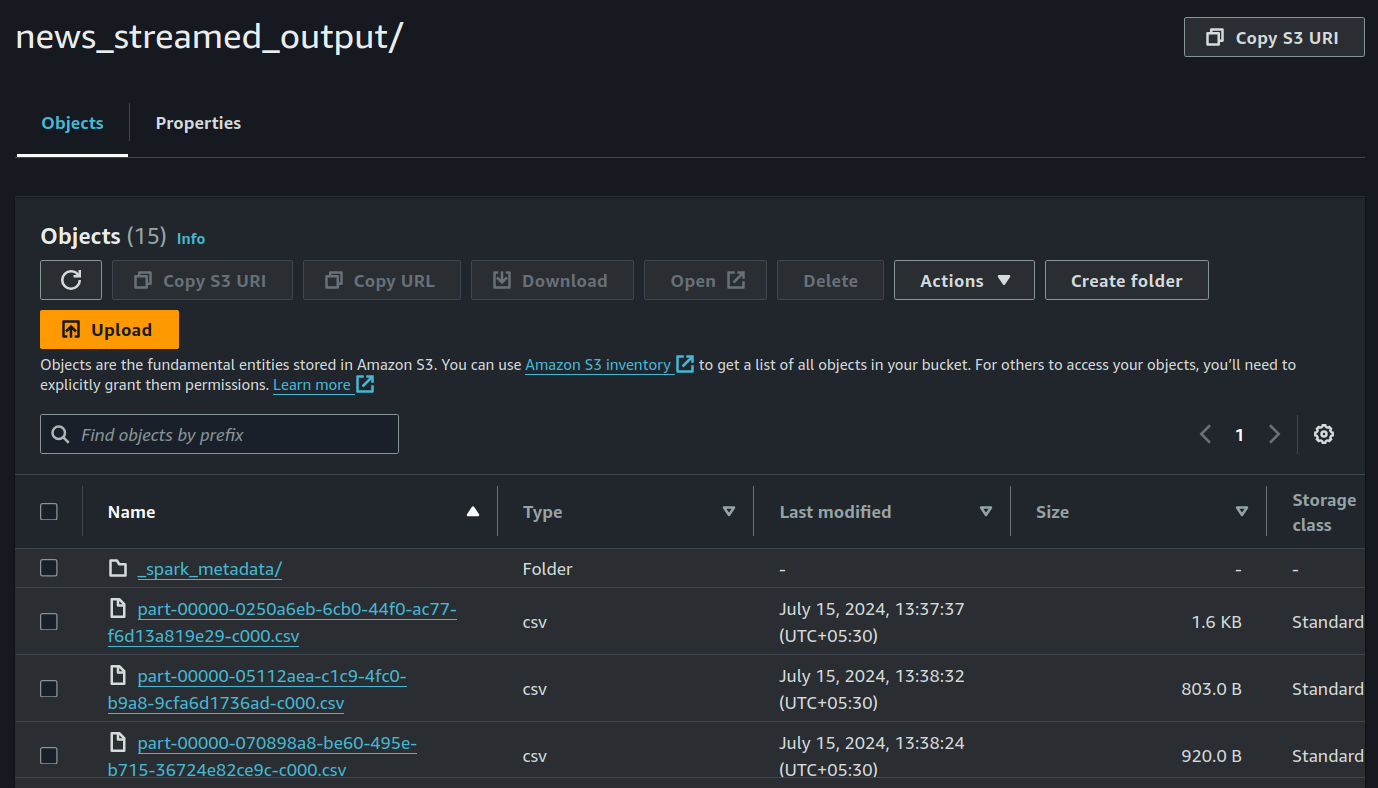 news_streamed_output/
Copy S3 URI
Objects
Properties
Objects (15) Info
Copy S3 URI
Copy URL
Download
Open
Delete
Actions
Create folder
Upload
Objects are the fundamental entities stored in Amazon S3. You can use Amazon S3 inventory to get a list of all objects in your bucket. For others to access your objects, you’ll need to
explicitly grant them permissions. Learn more
Find objects by prefix
1
Name
Type
Last modified
Size
Storage
class
_spark_metadata/
Folder
-
-
-
part-00000-0250a6eb-6cb0-44f0-ac77-
f6d13a819e29-c000.csv
csv
July 15, 2024, 13:37:37
(UTC+05:30)
1.6 KB
Standard
part-00000-05112aea-c1c9-4fc0-
b9a8-9cfa6d1736ad-c000.csv
csv
July 15, 2024, 13:38:32
(UTC+05:30)
803.0 B
Standard
part-00000-070898a8-be60-495e-
b715-36724e82ce9c-c000.csv
csv
July 15, 2024, 13:38:24
(UTC+05:30)
920.0 B
Standard